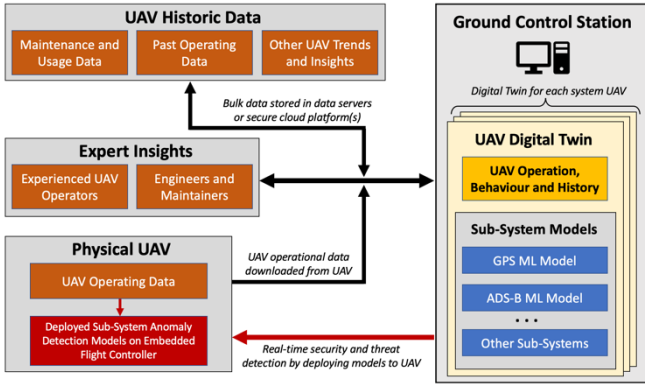 UAV Historic Data
Maintenance and
Usage Data
Past Operating
Data
Other UAV Trends
and Insights
Bulk data stored in data servers
or secure cloud platform(s)
Expert Insights
Experienced UAV
Operators
Engineers and
Maintainers
Physical UAV
UAV Operating Data
Deployed Sub-System Anomaly
Detection Models on Embedded
Flight Controller
UAV operational data
downloaded from UAV
Real-time security and threat
detection by deploying models to UAV
Ground Control
Station
Digital Twin for each system UAV
UAV Digital Twin
UAV Operation,
Behaviour and History
Sub-System Models
GPS ML Model
ADS-B ML Model
• • •
Other Sub-Systems